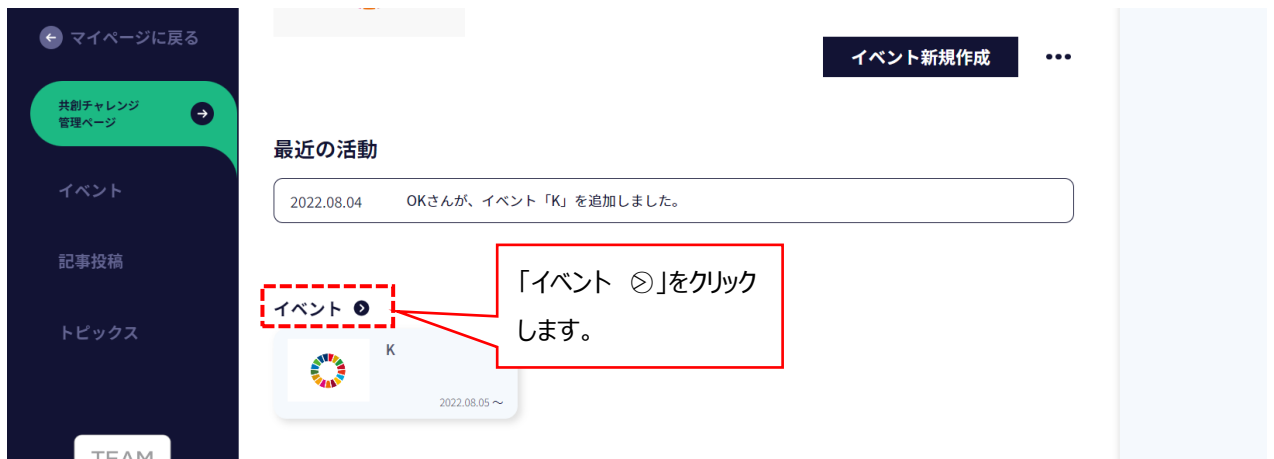 マイページに戻る
イベント新規作成
共創チャレンジ
管理ページ
最近の活動
イベント
2022.08.04 OKさんが、イベント「K」を追加しました。
記事投稿
「イベント ⧁」をクリック
します。
イベント
トピックス
K
2022.08.05 ～
TEAM